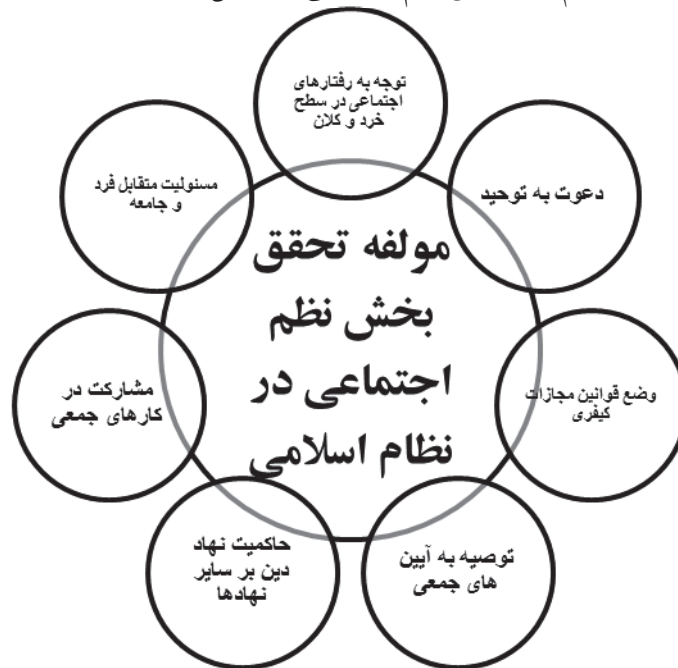 توجه به رفتارهای
اجتماعی در سطح
خرد و کلان
دعوت به توحید
وضع قوانین مجازات
کیفری
توصیه به آیین
های جمعی
حاکمیت نهاد
دین بر سایر
نهادها
مشارکت در
کارهای جمعی
مسئولیت متقابل فرد
و جامعه
مولفه تحقق
بخش نظم
اجتماعی در
نظام اسلامی